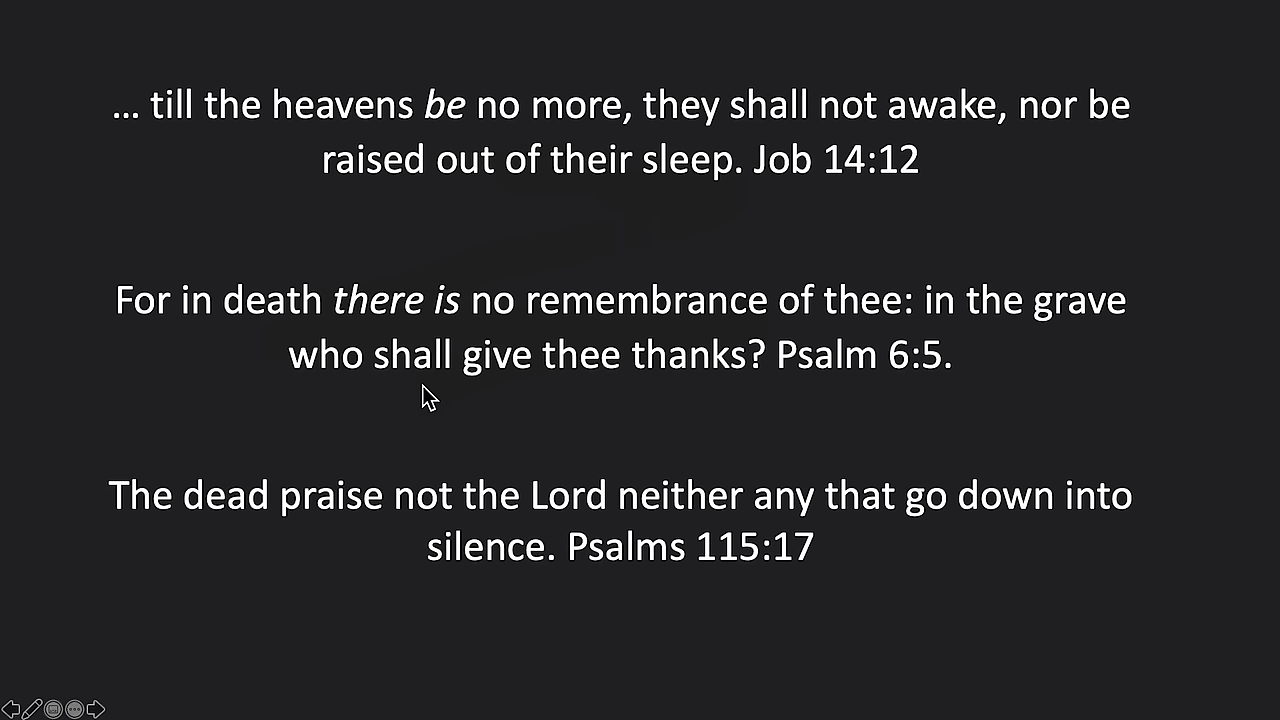 ... till the heavens be no more, they shall not awake, nor be
raised out of their sleep. Job 14:12
For in death there is no remembrance of thee: in the grave
who shall give thee thanks? Psalm 6:5.
The dead praise not the Lord neither any that go down into
silence. Psalms 115:17